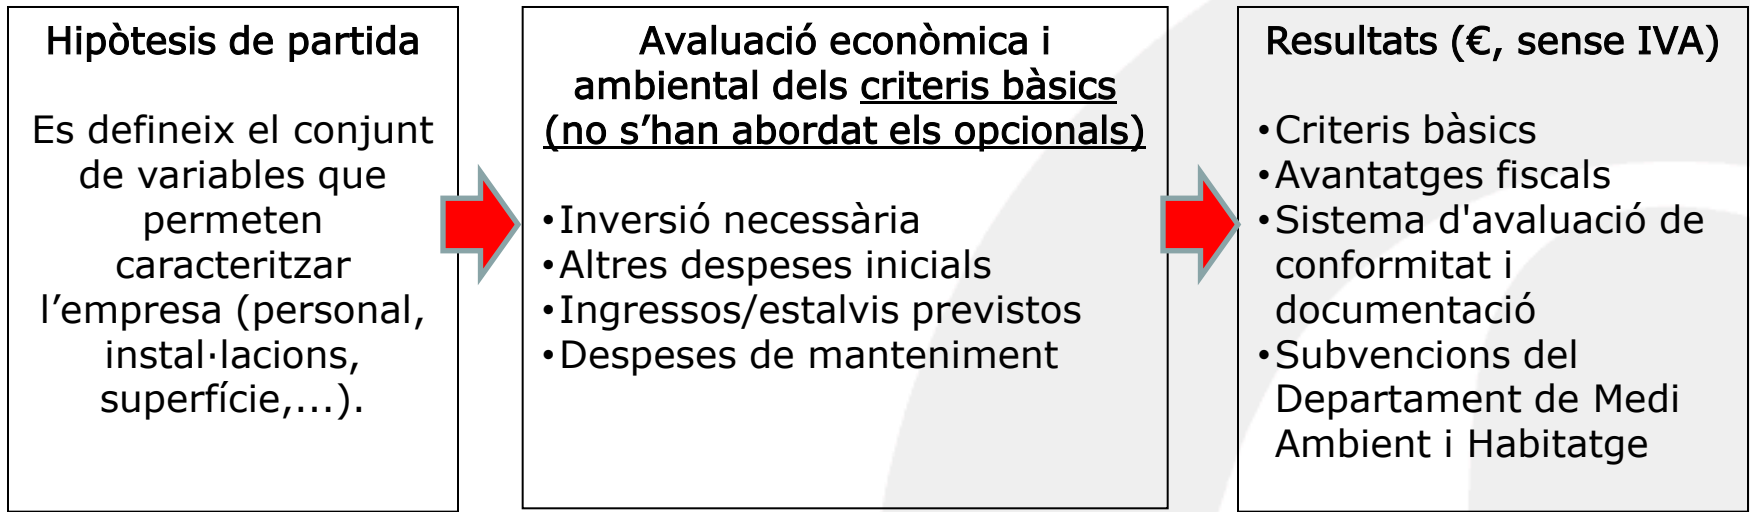 Hipòtesis de partida
Es defineix el conjunt
de variables que
permeten
caracteritzar
l’empresa (personal,
instal·lacions,
superfície,...).
Avaluació econòmica i
ambiental dels criteris bàsics
(no s’han abordat els opcionals)
•Inversió necessària
•Altres despeses inicials
•Ingressos/estalvis previstos
•Despeses de manteniment
Resultats (€, sense IVA)
•Criteris bàsics
•Avantatges fiscals
•Sistema d'avaluació de
conformitat i
documentació
•Subvencions del
Departament de Medi
Ambient i Habitatge